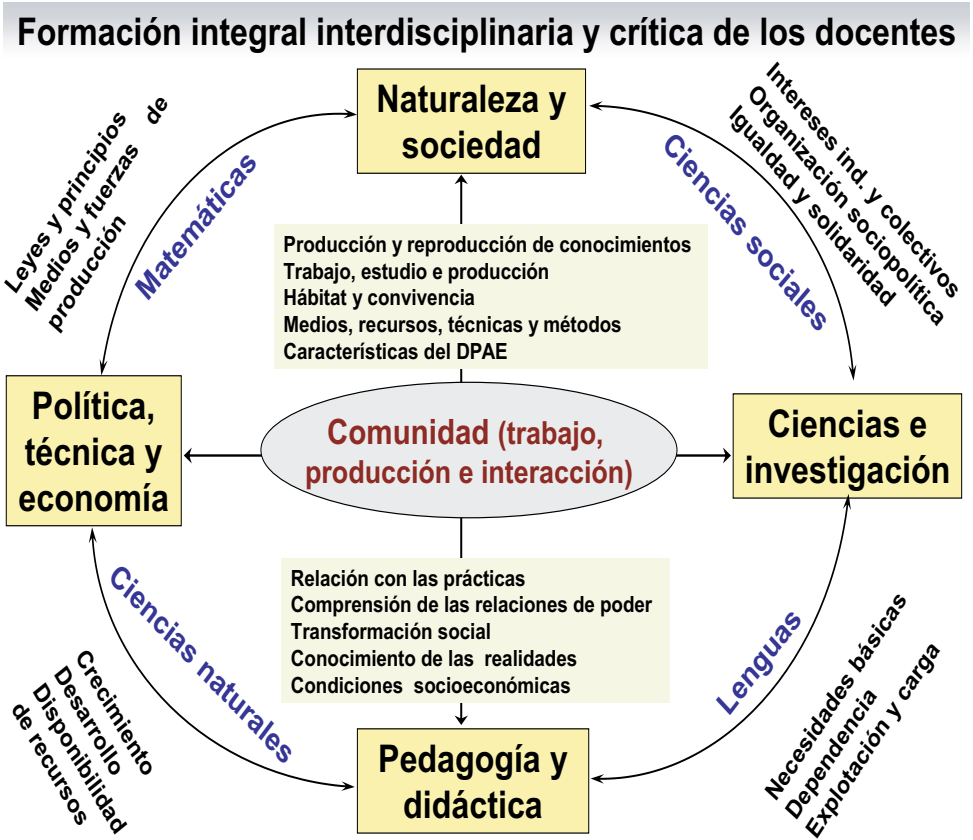 Formación integral interdisciplinaria y crítica de los docentes
Naturaleza y
sociedad
Leyes y principios
Medios y fuerzas de
producción
Matemáticas
Ciencias sociales
Intereses ind. y colectivos
Organización sociopolítica
Igualdad y solidaridad
Producción y reproducción de conocimientos
Trabajo, estudio e producción
Hábitat y convivencia
Medios, recursos, técnicas y métodos
Características del DPAE
Política,
técnica y
economía
Comunidad (trabajo,
producción e interacción)
Ciencias e
investigación
Relación con las prácticas
Comprensión de las relaciones de poder
Transformación social
Conocimiento de las realidades
Condiciones socioeconómicas
Ciencias naturales
Lenguas
Crecimiento
Desarrollo
Disponibilidad
de recursos
Necesidades básicas
Dependencia
Explotación y carga
Pedagogía y
didáctica